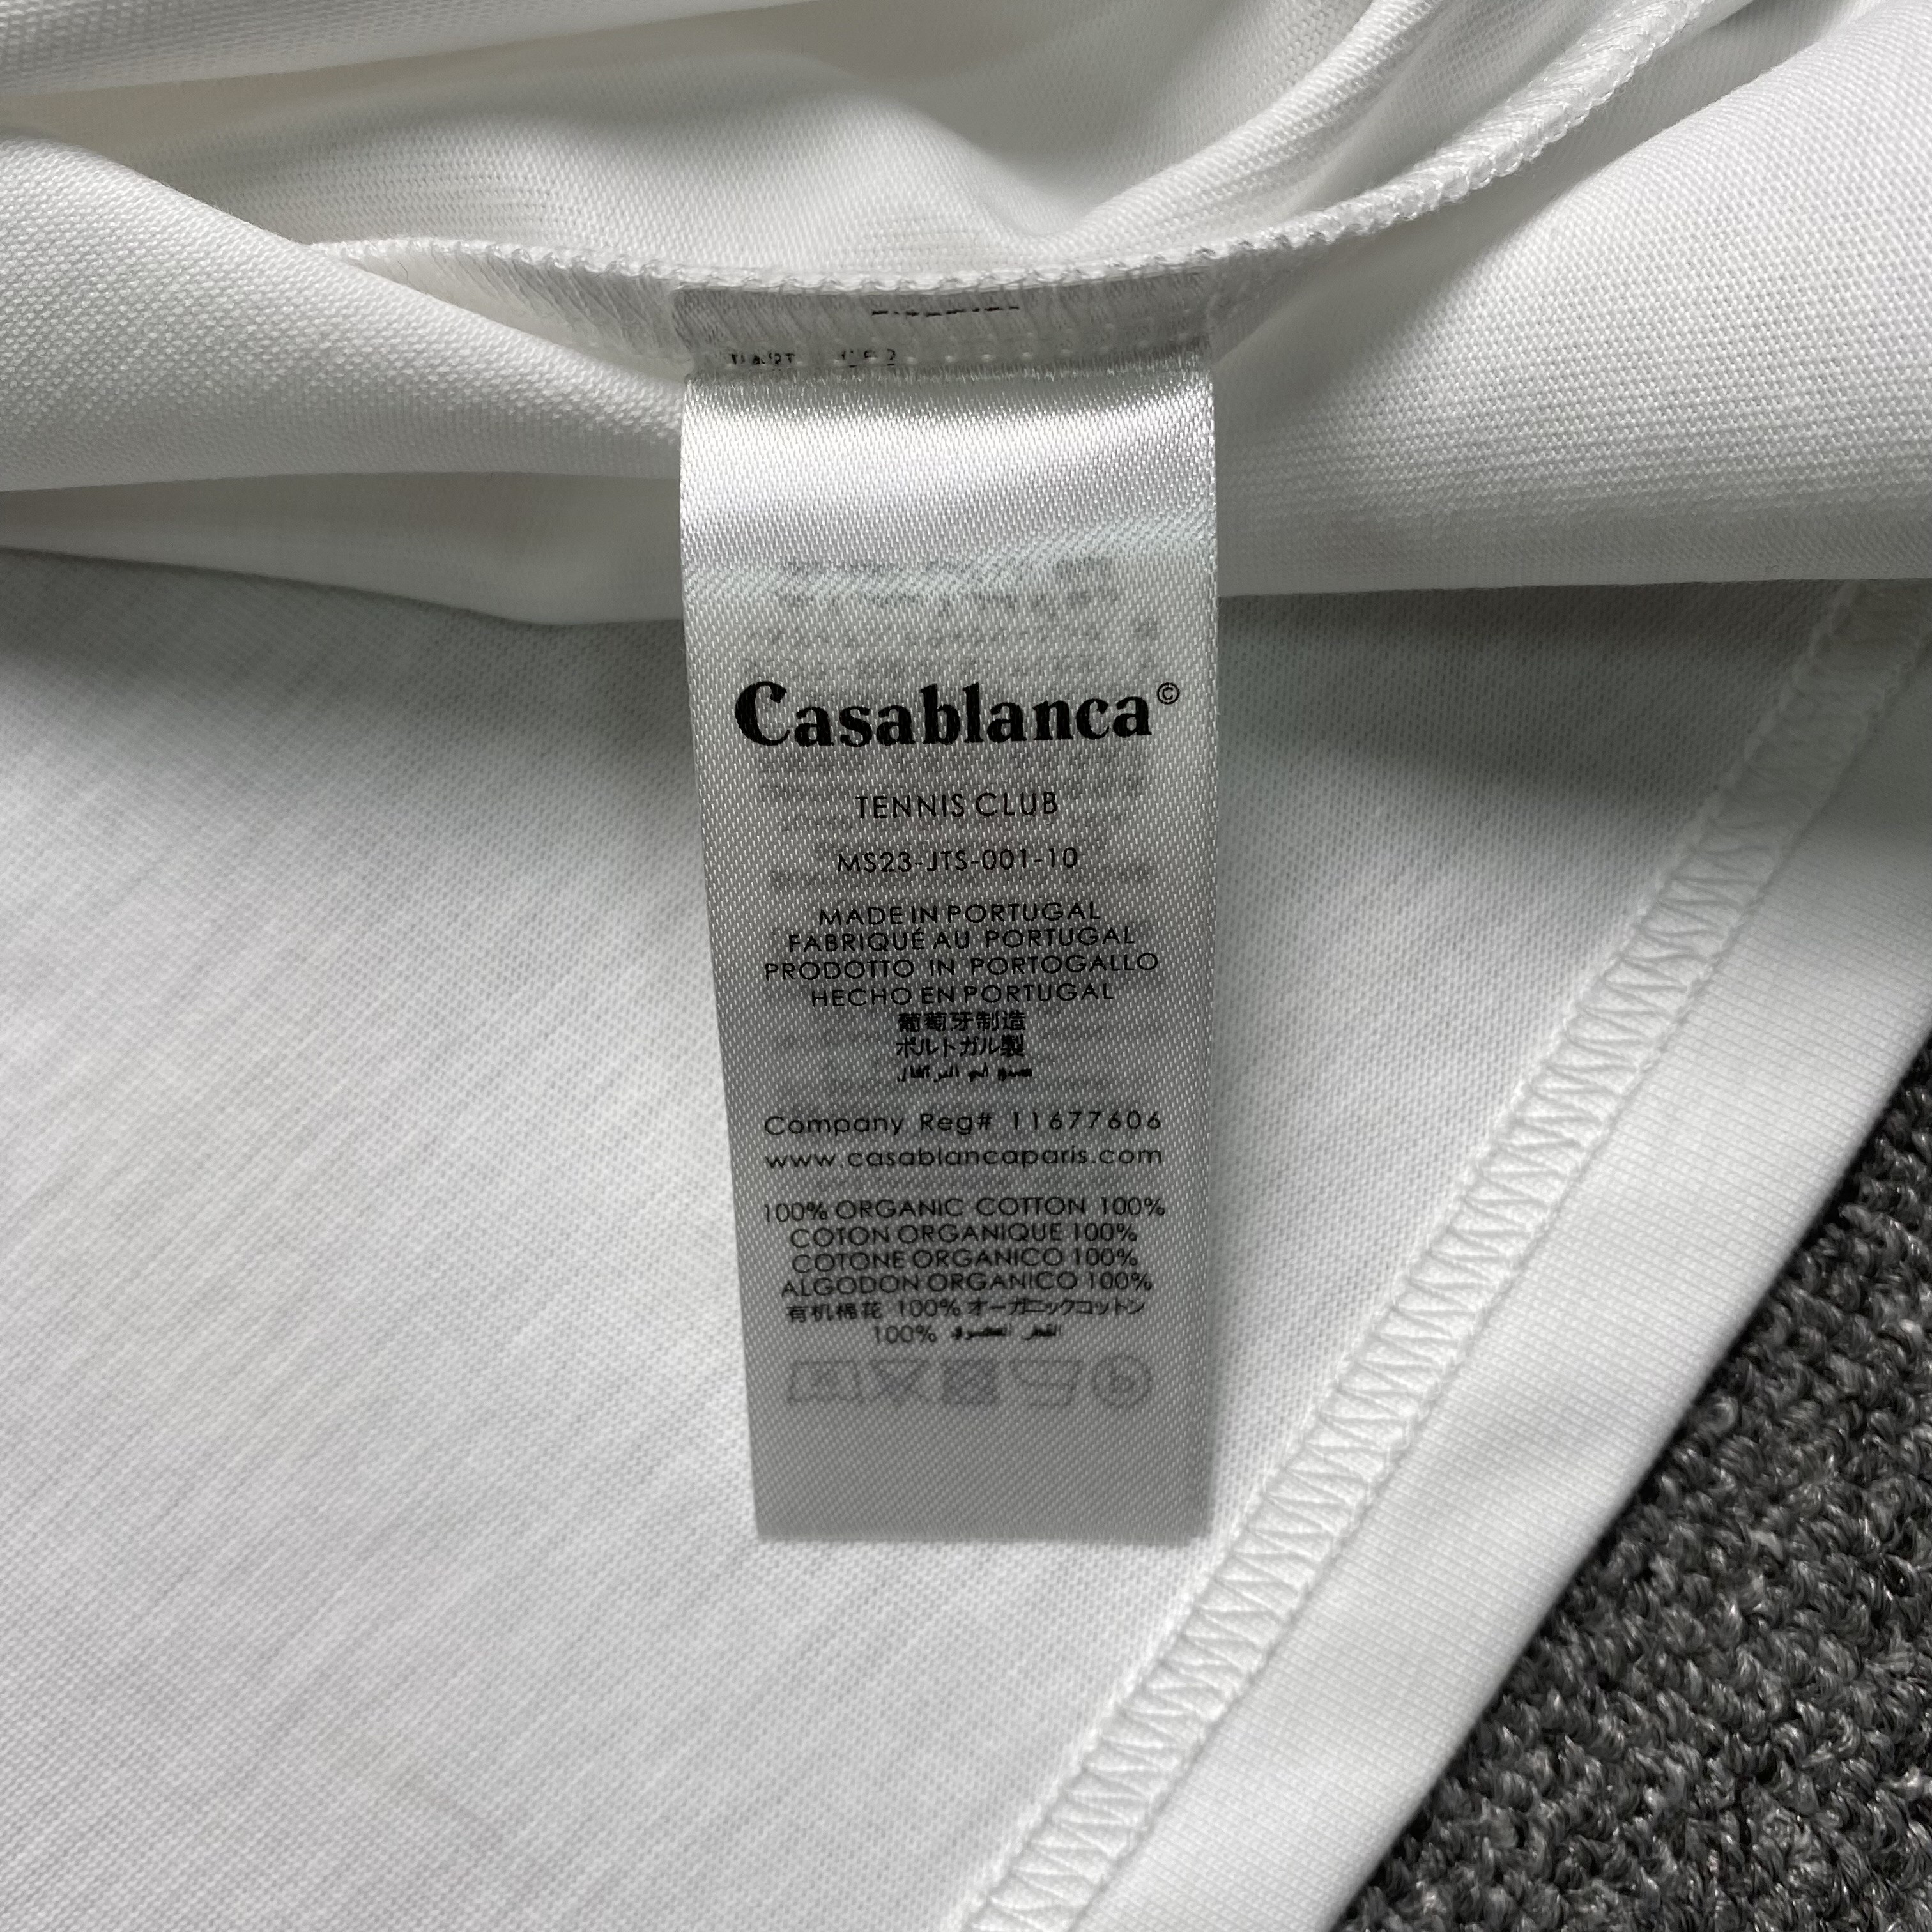 Casablanca©
TENNIS CLUB
MS23-JTS-001-10
MADE IN PORTUGAL
FABRIQUÉ AU PORTUGAL
PRODOTTO IN PORTOGALLO
HECHO EN PORTUGAL
葡萄牙制造
ポルトガル製
Company Reg# 11677606
www.casablancaparis.com
100% ORGANIC COTTON 100%
COTON ORGANIQUE 100%
COTONE ORGANICO 100%
ALGODON ORGANICO 100%
有机棉花 100% オーガニックコットン
100%